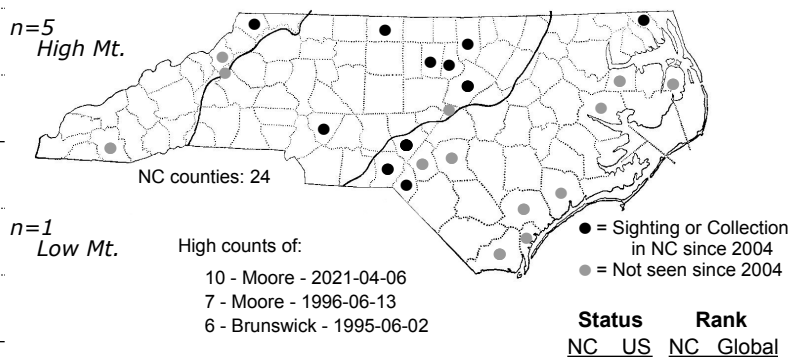 n=5
High Mt.
NC counties: 24
n=1
Low Mt.
High counts of:
10 - Moore - 2021-04-06
7 - Moore - 1996-06-13
6 - Brunswick - 1995-06-02
= Sighting or Collection
in NC since 2004
= Not seen since 2004
Status Rank
NC US NC Global